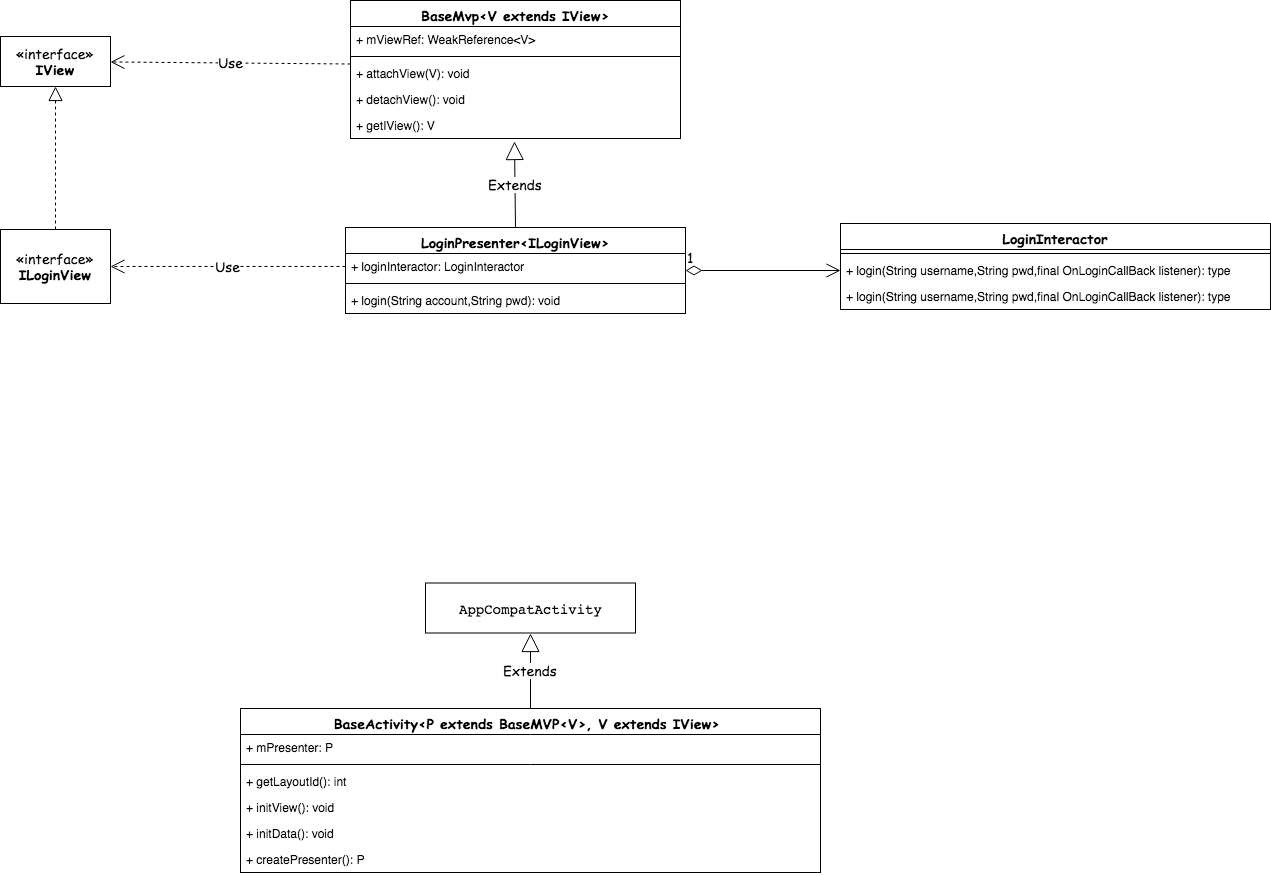 BaseMvp<V extends IView>
+ mViewRef: WeakReference<V>
+ attachView(V): void
+ detachView(): void
+ getIView(): V
«interface»
IView
Use
Extends
«interface»
ILoginView
Use
LoginPresenter<ILoginView>
+ loginInteractor: LoginInteractor
+ login(String account,String pwd): void
1
LoginInteractor
+ login(String username,String pwd,final OnLoginCallBack listener): type
+ login(String username,String pwd,final OnLoginCallBack listener): type
AppCompatActivity
Extends
BaseActivity<P extends BaseMVP<V>, V extends IView>
+ mPresenter: P
+ getLayoutId(): int
+ initView(): void
+ initData(): void
+ createPresenter(): P